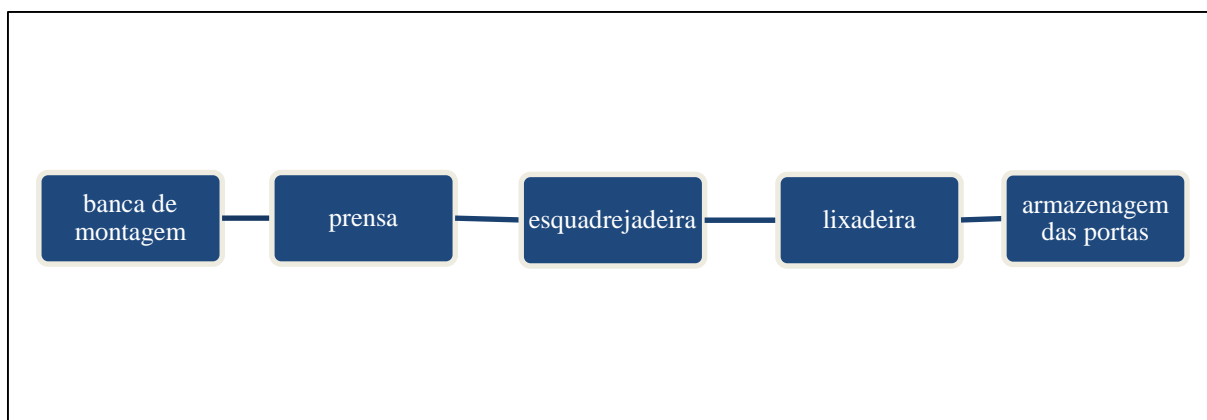 banca de
montagem
prensa
esquadrejadeira
lixadeira
armazenagem
das portas